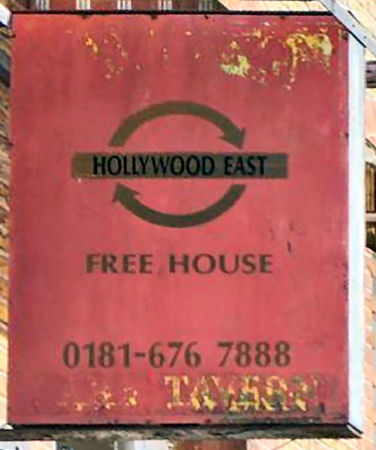 HOLLYWOOD EAST
FREE HOUSE
0181-676 7888
TAVERN